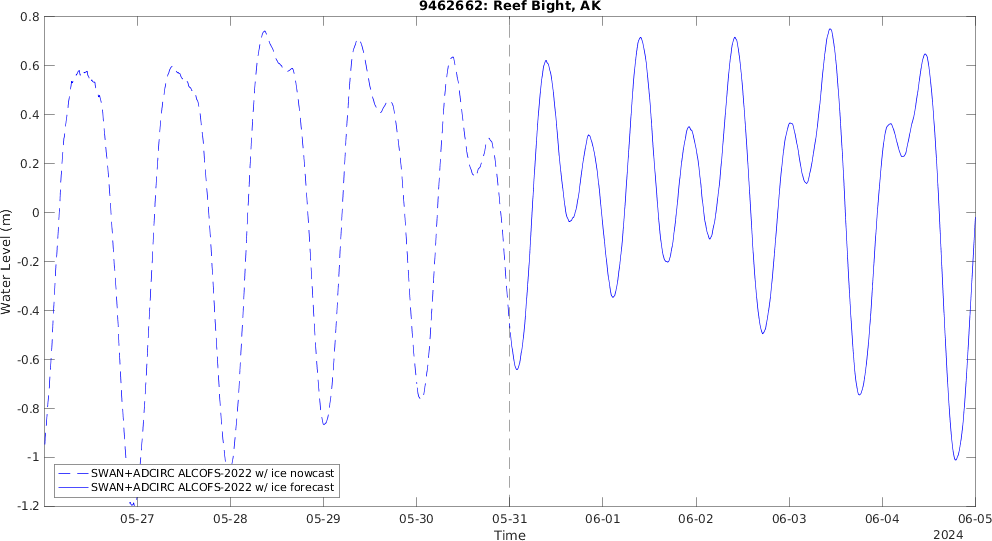 9462662: Reef Bight, AK
Water Level (m)
0.8
0.6
0.4
0.2
0
-0.2
-0.4
-0.6
-0.8
-1
-1.2
SWAN+ADCIRC ALCOFS-2022 w/ ice nowcast
SWAN+ADCIRC ALCOFS-2022 w/ ice forecast
05-27 05-28 05-29 05-30 05-31 06-01 06-02 06-03 06-04 06-05
Time
2024